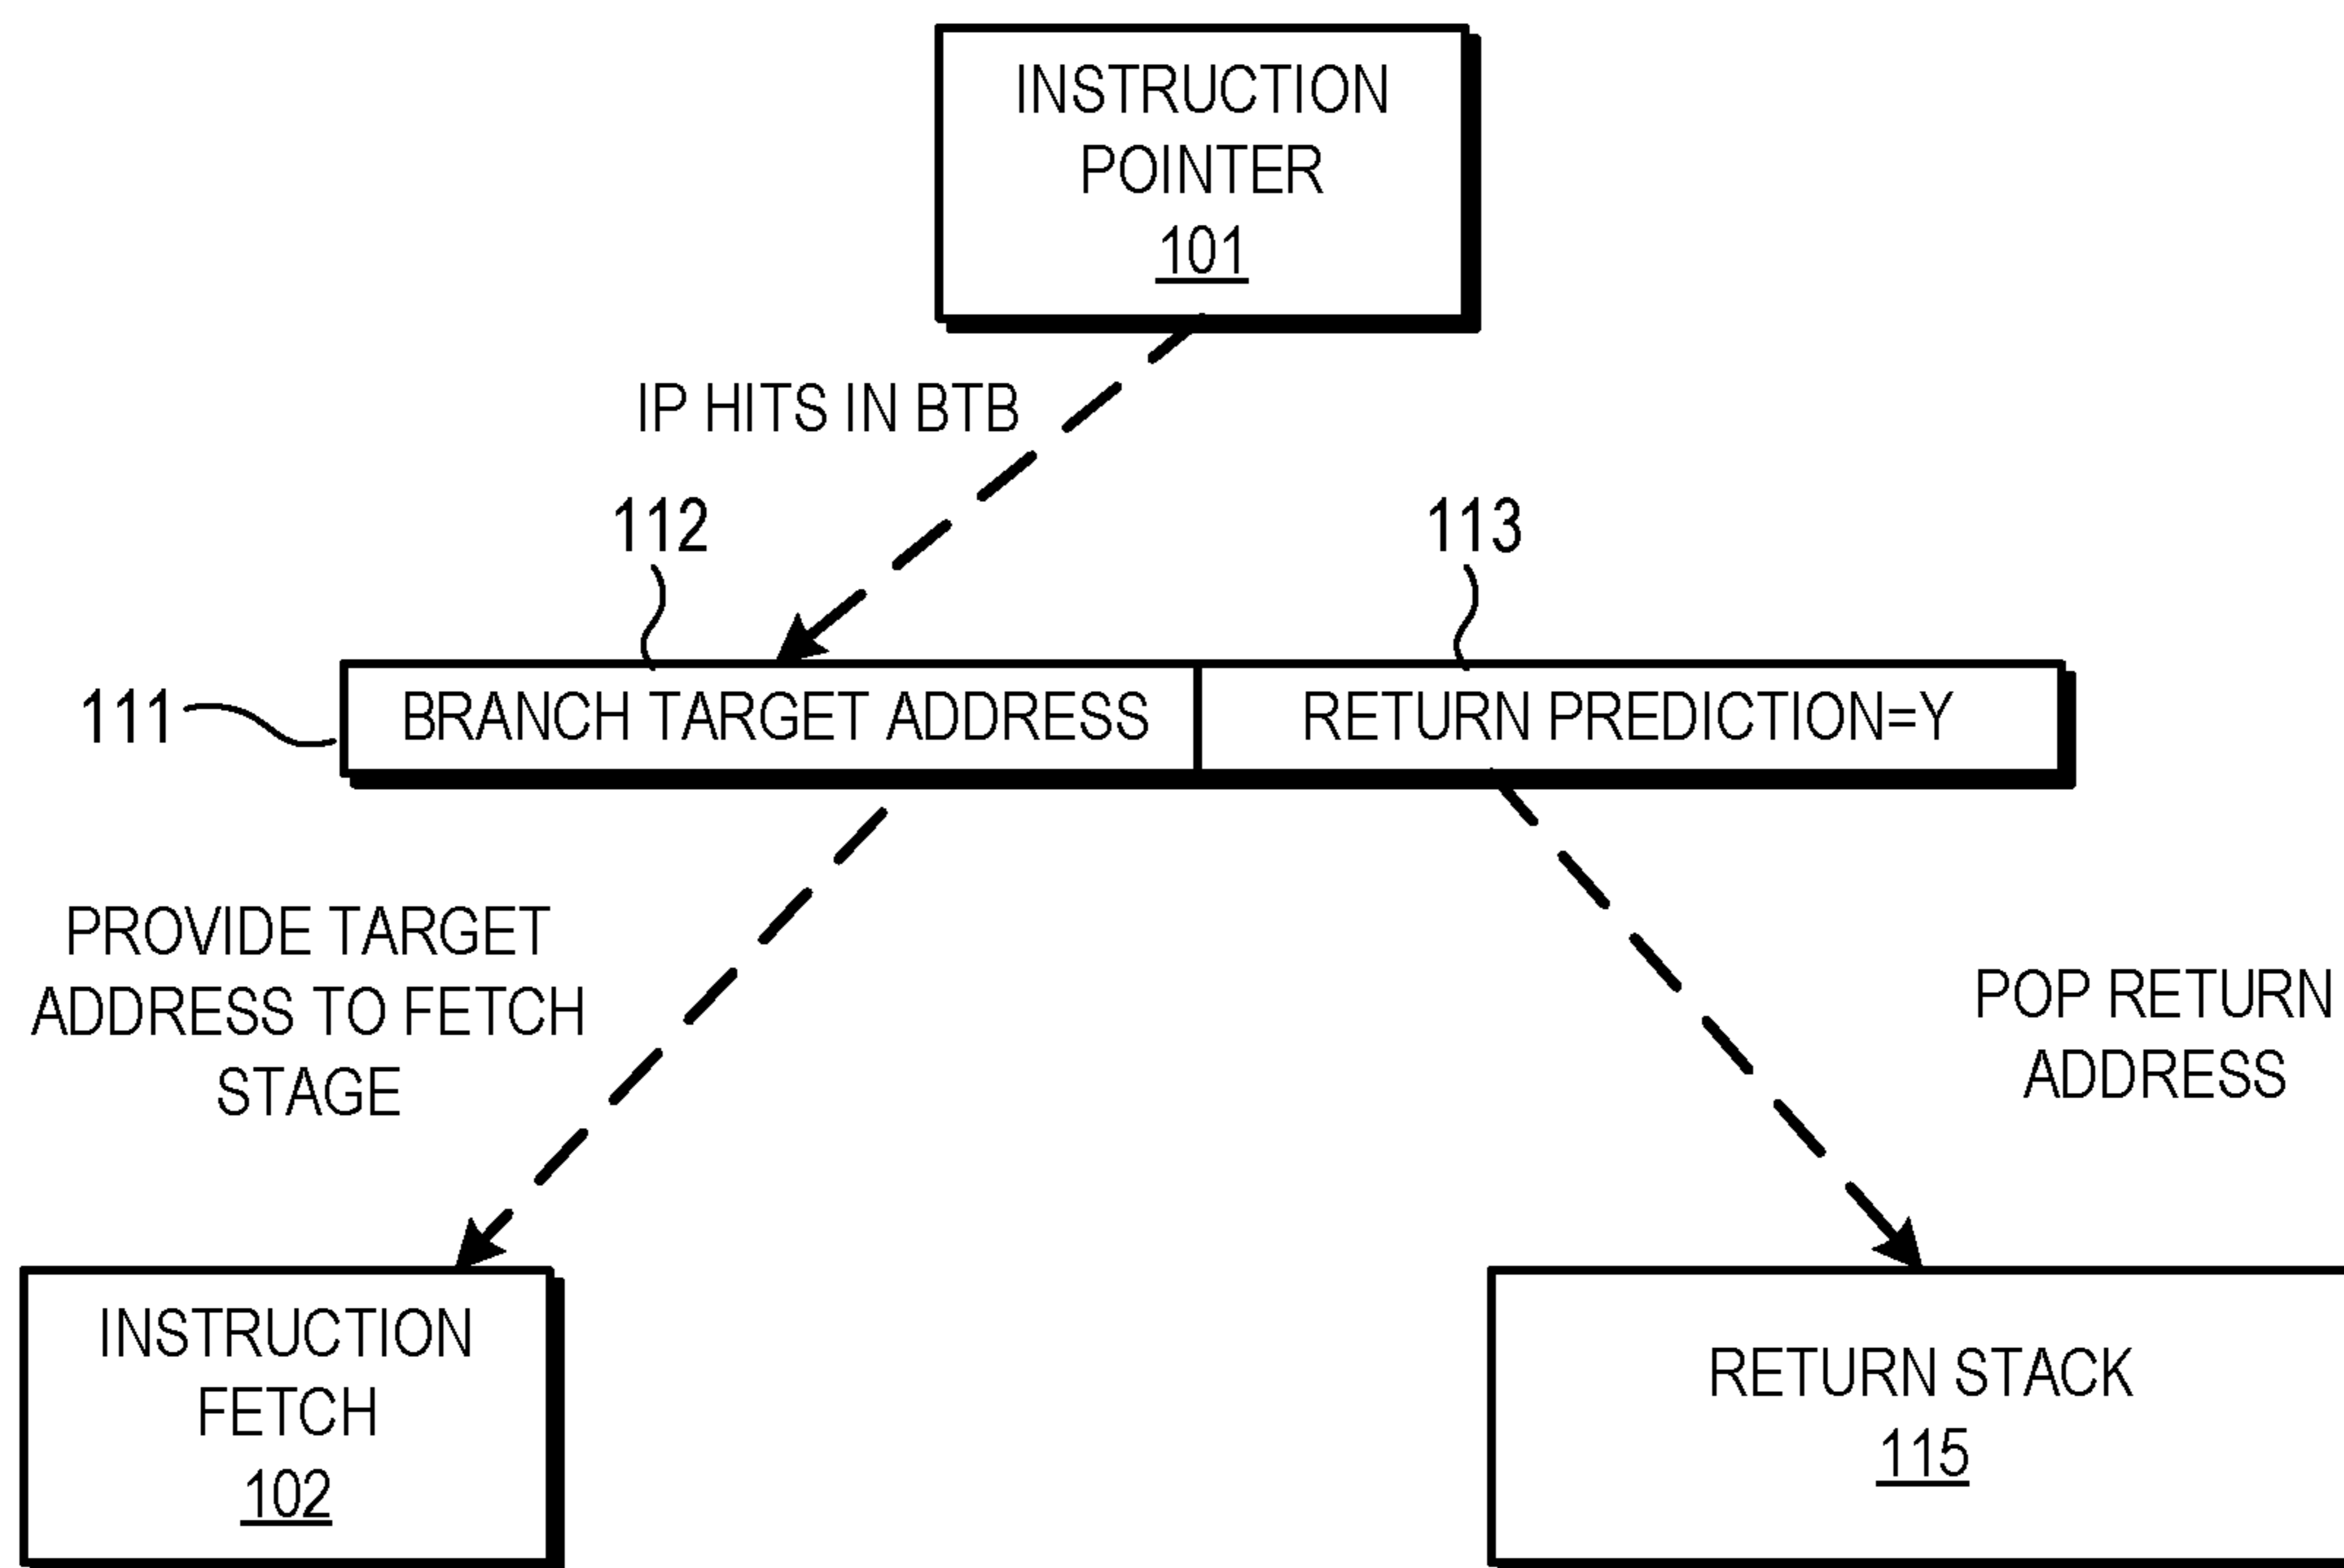 INSTRUCTION
POINTER
101
IP HITS IN BTB
112
113
111
BRANCH TARGET ADDRESS
RETURN PREDICTION=Y
PROVIDE TARGET
ADDRESS TO FETCH
STAGE
POP RETURN
ADDRESS
INSTRUCTION
FETCH
102
RETURN STACK
115